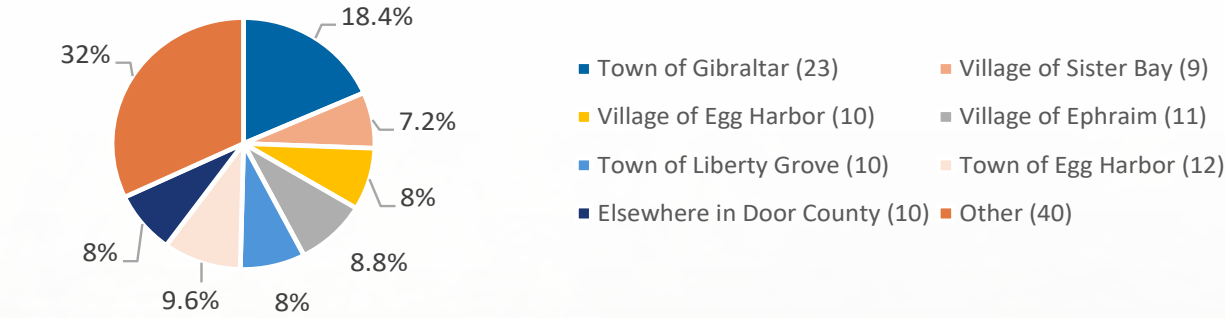 18.4%
32%
7.2%
8%
8.8%
8%
9.6%
8%
Town of Gibraltar (23)
Village of Sister Bay (9)
Village of Egg Harbor (10)
Village of Ephraim (11)
Town of Liberty Grove (10)
Town of Egg Harbor (12)
Elsewhere in Door County (10)
Other (40)